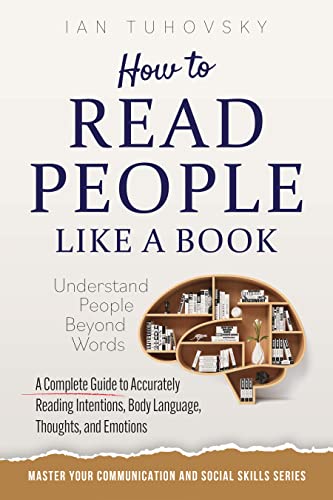 IAN TUHOVSKY
How to
READ
PEOPLE
LIKE A BOOK
Understand
People
Beyond
Words
A Complete Guide to Accurately
Reading Intentions, Body Language,
Thoughts, and Emotions
MASTER YOUR COMMUNICATION AND SOCIAL SKILLS SERIES